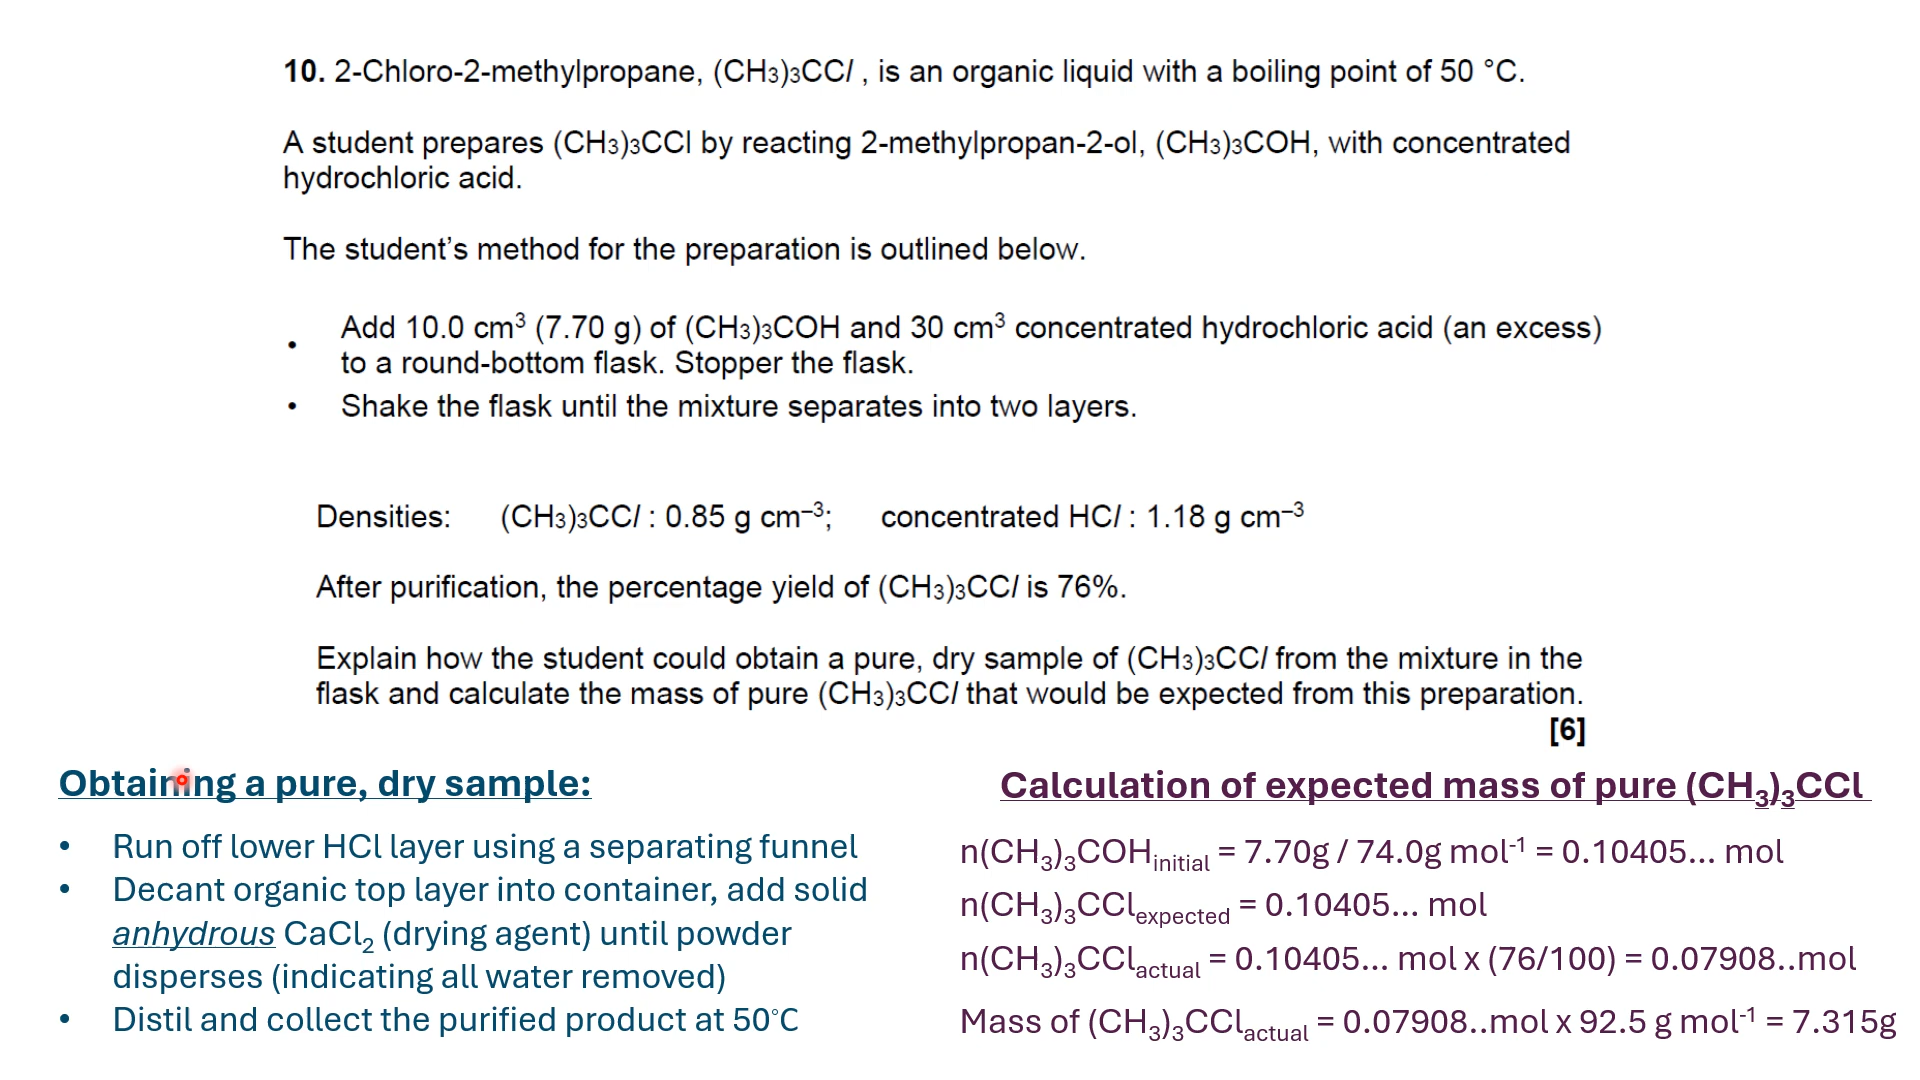 10. 2-Chloro-2-methylpropane, (CH₃)₃CCl , is an organic liquid with a boiling point of 50 °C.
A student prepares (CH₃)₃CCl by reacting 2-methylpropan-2-ol, (CH₃)₃COH, with concentrated
hydrochloric acid.
The student’s method for the preparation is outlined below.
• Add 10.0 cm³ (7.70 g) of (CH₃)₃COH and 30 cm³ concentrated hydrochloric acid (an excess)
to a round-bottom flask. Stopper the flask.
• Shake the flask until the mixture separates into two layers.
Densities: (CH₃)₃CCl : 0.85 g cm⁻³; concentrated HCl : 1.18 g cm⁻³
After purification, the percentage yield of (CH₃)₃CCl is 76%.
Explain how the student could obtain a pure, dry sample of (CH₃)₃CCl from the mixture in the
flask and calculate the mass of pure (CH₃)₃CCl that would be expected from this preparation.
[6]
Obtaining a pure, dry sample:
• Run off lower HCl layer using a separating funnel
• Decant organic top layer into container, add solid
anhydrous CaCl₂ (drying agent) until powder
disperses (indicating all water removed)
• Distil and collect the purified product at 50°C
Calculation of expected mass of pure (CH₃)₃CCl
n(CH₃)₃COHinitial = 7.70g / 74.0g mol⁻¹ = 0.10405... mol
n(CH₃)₃CClexpected = 0.10405... mol
n(CH₃)₃CClactual = 0.10405... mol x (76/100) = 0.07908..mol
Mass of (CH₃)₃CClactual = 0.07908..mol x 92.5 g mol⁻¹ = 7.315g